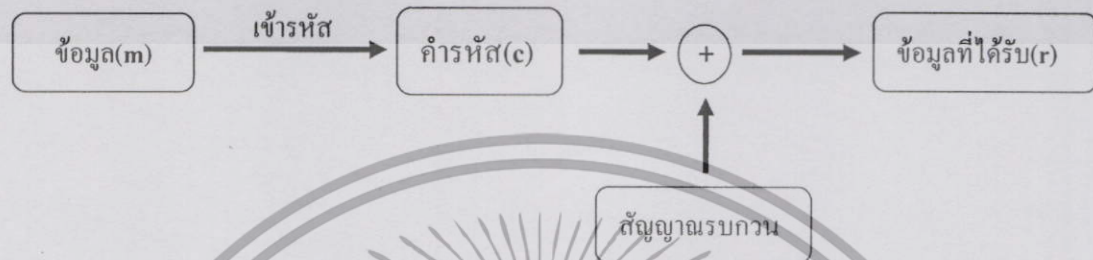 เข้ารหัส
ข้อมูล(m)
คำรหัส(c)
+
ข้อมูลที่ได้รับ(r)
สัญญาณรบกวน